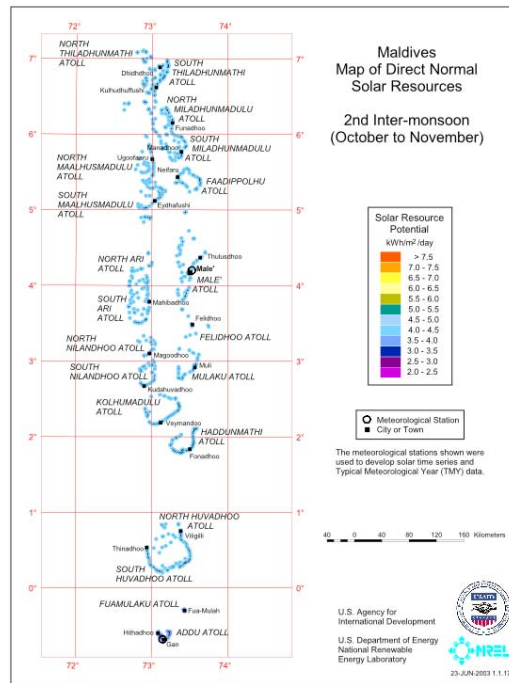 Maldives
Map of Direct Normal
Solar Resources
2nd Inter-monsoon
(October to November)
72°
73°
74°
7°
6°
5°
4°
3°
2°
1°
0°
72°
73°
74°
NORTH
THILADHUNMATHI
ATOLL
Dhidhdhoo
SOUTH
THILADHUNMATHI
ATOLL
Kulhudhuffushi
NORTH
MILADHUNMADULU
ATOLL
Funadhoo
Manadhoo
SOUTH
MILADHUNMADULU
ATOLL
NORTH
MAALHUSMADULU
ATOLL
Ugoofaaru
Neifaru
FAADIPPOLHU
ATOLL
SOUTH
MAALHUSMADULU
ATOLL
Eydhafushi
Thulusdhoo
NORTH ARI
ATOLL
Male'
MALE'
ATOLL
SOUTH
ARI
ATOLL
Mahibadhoo
Felidhoo
FELIDHOO ATOLL
NORTH
NILANDHOO ATOLL
Magoodhoo
Muli
MULAKU ATOLL
SOUTH
NILANDHOO ATOLL
Kudahuvadhoo
KOLHUMADULU
ATOLL
Veymandoo
HADDUNMATHI
ATOLL
Fonadhoo
NORTH HUVADHOO
ATOLL
Viligili
Thinadhoo
SOUTH
HUVADHOO ATOLL
FUAMULAKU ATOLL
Fua-Mulah
Hithadhoo
ADDU ATOLL
Gan
Solar Resource
Potential
kWh/m²/day
> 7.5
7.0 - 7.5
6.5 - 7.0
6.0 - 6.5
5.5 - 6.0
5.0 - 5.5
4.5 - 5.0
4.0 - 4.5
3.5 - 4.0
3.0 - 3.5
2.5 - 3.0
2.0 - 2.5
Meteorological Station
City or Town
The meteorological stations shown were
used to develop solar time series and
Typical Meteorological Year (TMY) data.
40 0 40 80 120 160 Kilometers
U.S. Agency for
International Development
U.S. Department of Energy
National Renewable
Energy Laboratory
NREL
23-JUN-2003 1.1.17